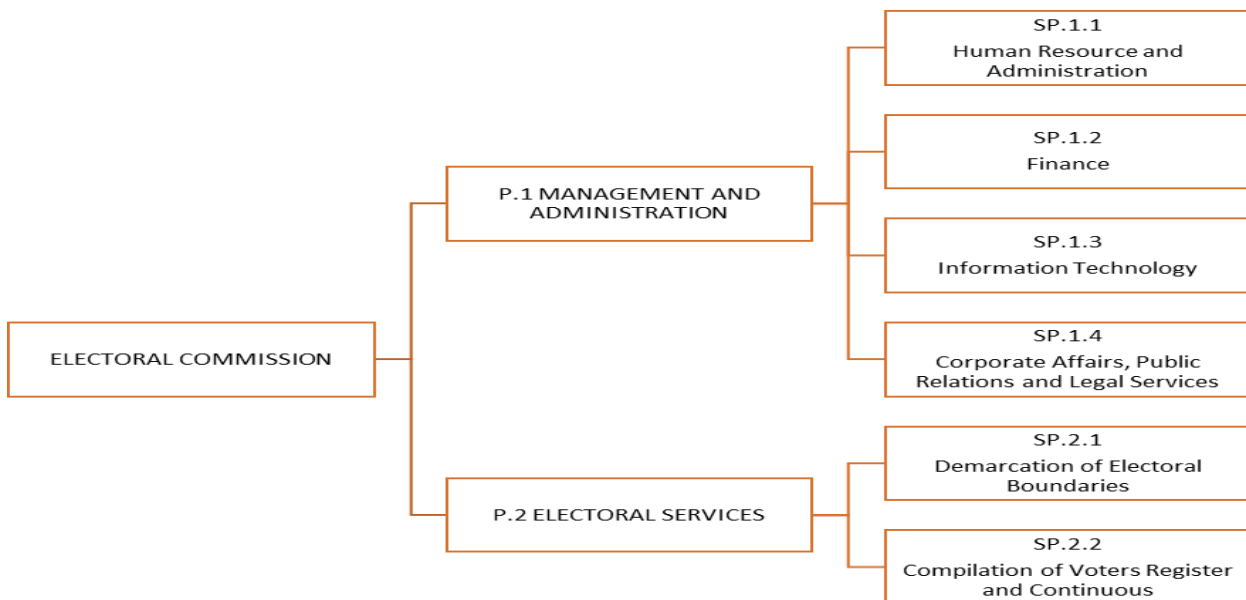 ELECTORAL COMMISSION
P.1 MANAGEMENT AND
ADMINISTRATION
SP.1.1
Human Resource and
Administration
SP.1.2
Finance
SP.1.3
Information Technology
SP.1.4
Corporate Affairs, Public
Relations and Legal Services
P.2 ELECTORAL SERVICES
SP.2.1
Demarcation of Electoral
Boundaries
SP.2.2
Compilation of Voters Register
and Continuous